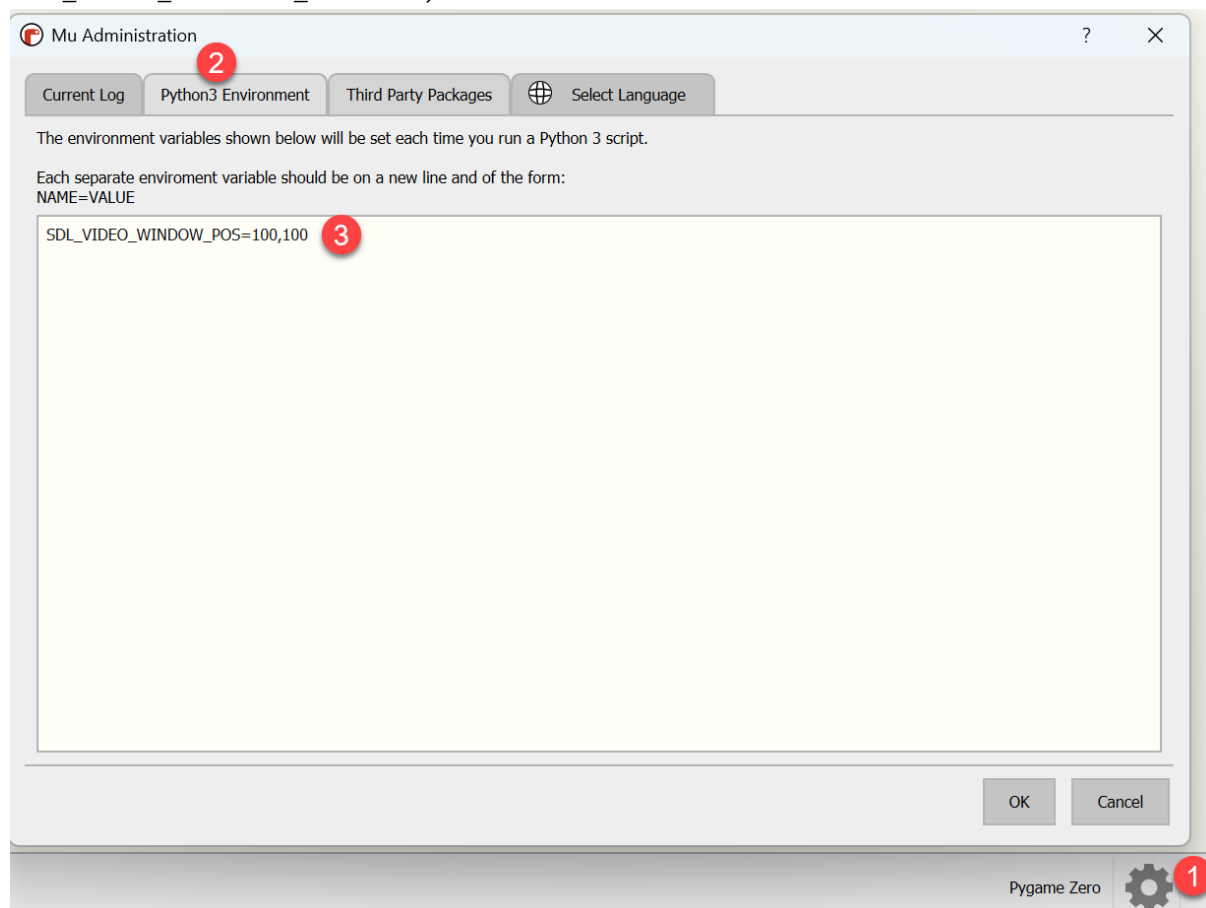 Mu Administration
?
2
Current Log
Python3 Environment
Third Party Packages
Select Language
The environment variables shown below will be set each time you run a Python 3 script.
Each separate enviroment variable should be on a new line and of the form:
NAME=VALUE
SDL_VIDEO_WINDOW_POS=100,100
3
OK
Cancel
Pygame Zero
1